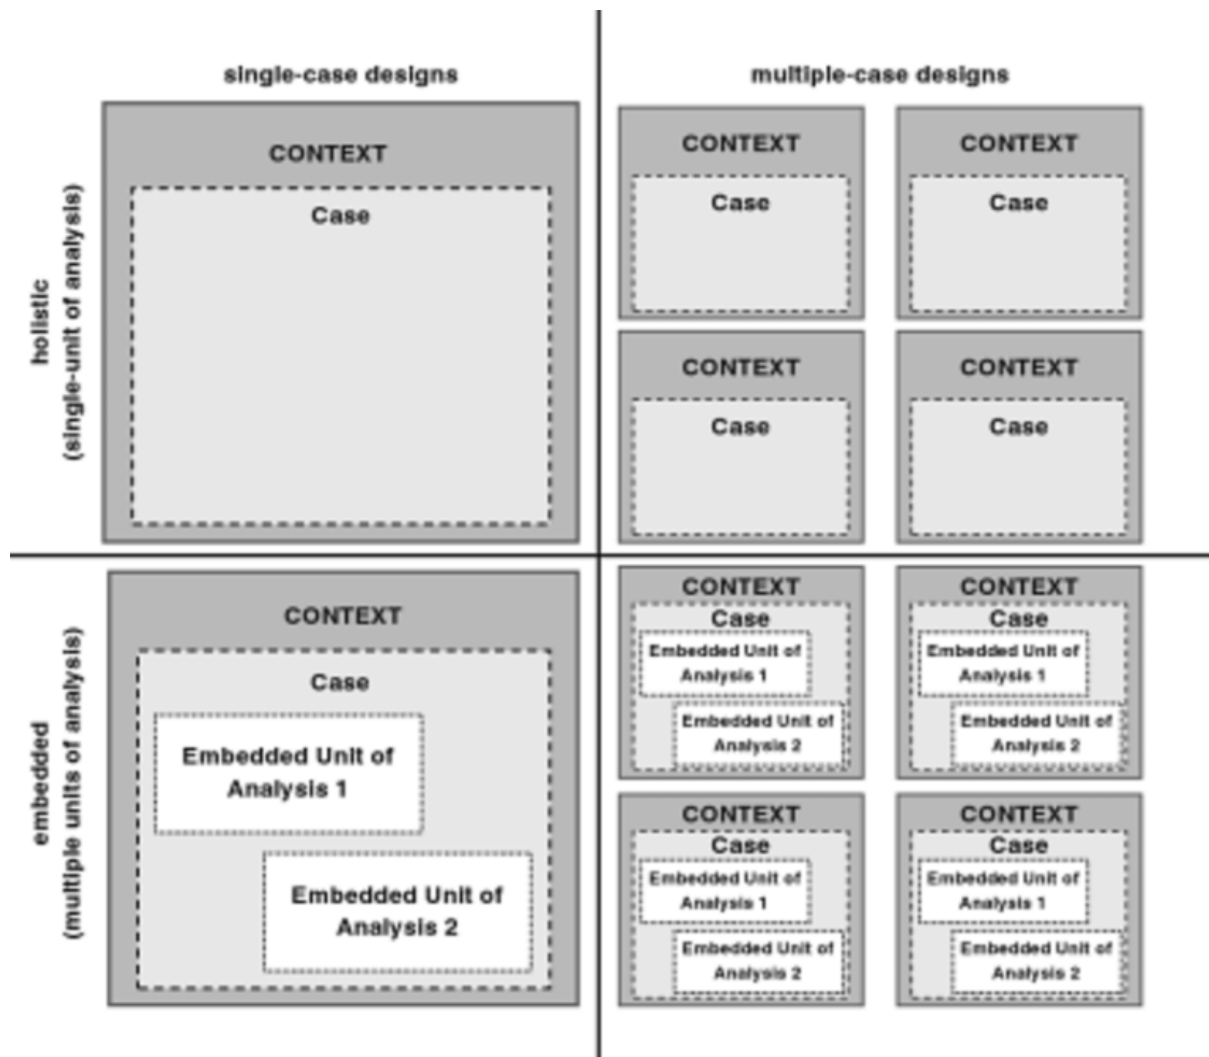 single-case designs
multiple-case designs
holistic
(single-unit of analysis)
CONTEXT
Case
CONTEXT
Case
CONTEXT
Case
CONTEXT
Case
CONTEXT
Case
embedded
(multiple units of analysis)
CONTEXT
Case
Embedded Unit of
Analysis 1
Embedded Unit of
Analysis 2
CONTEXT
Case
Embedded Unit of
Analysis 1
Embedded Unit of
Analysis 2
CONTEXT
Case
Embedded Unit of
Analysis 1
Embedded Unit of
Analysis 2
CONTEXT
Case
Embedded Unit of
Analysis 1
Embedded Unit of
Analysis 2
CONTEXT
Case
Embedded Unit of
Analysis 1
Embedded Unit of
Analysis 2